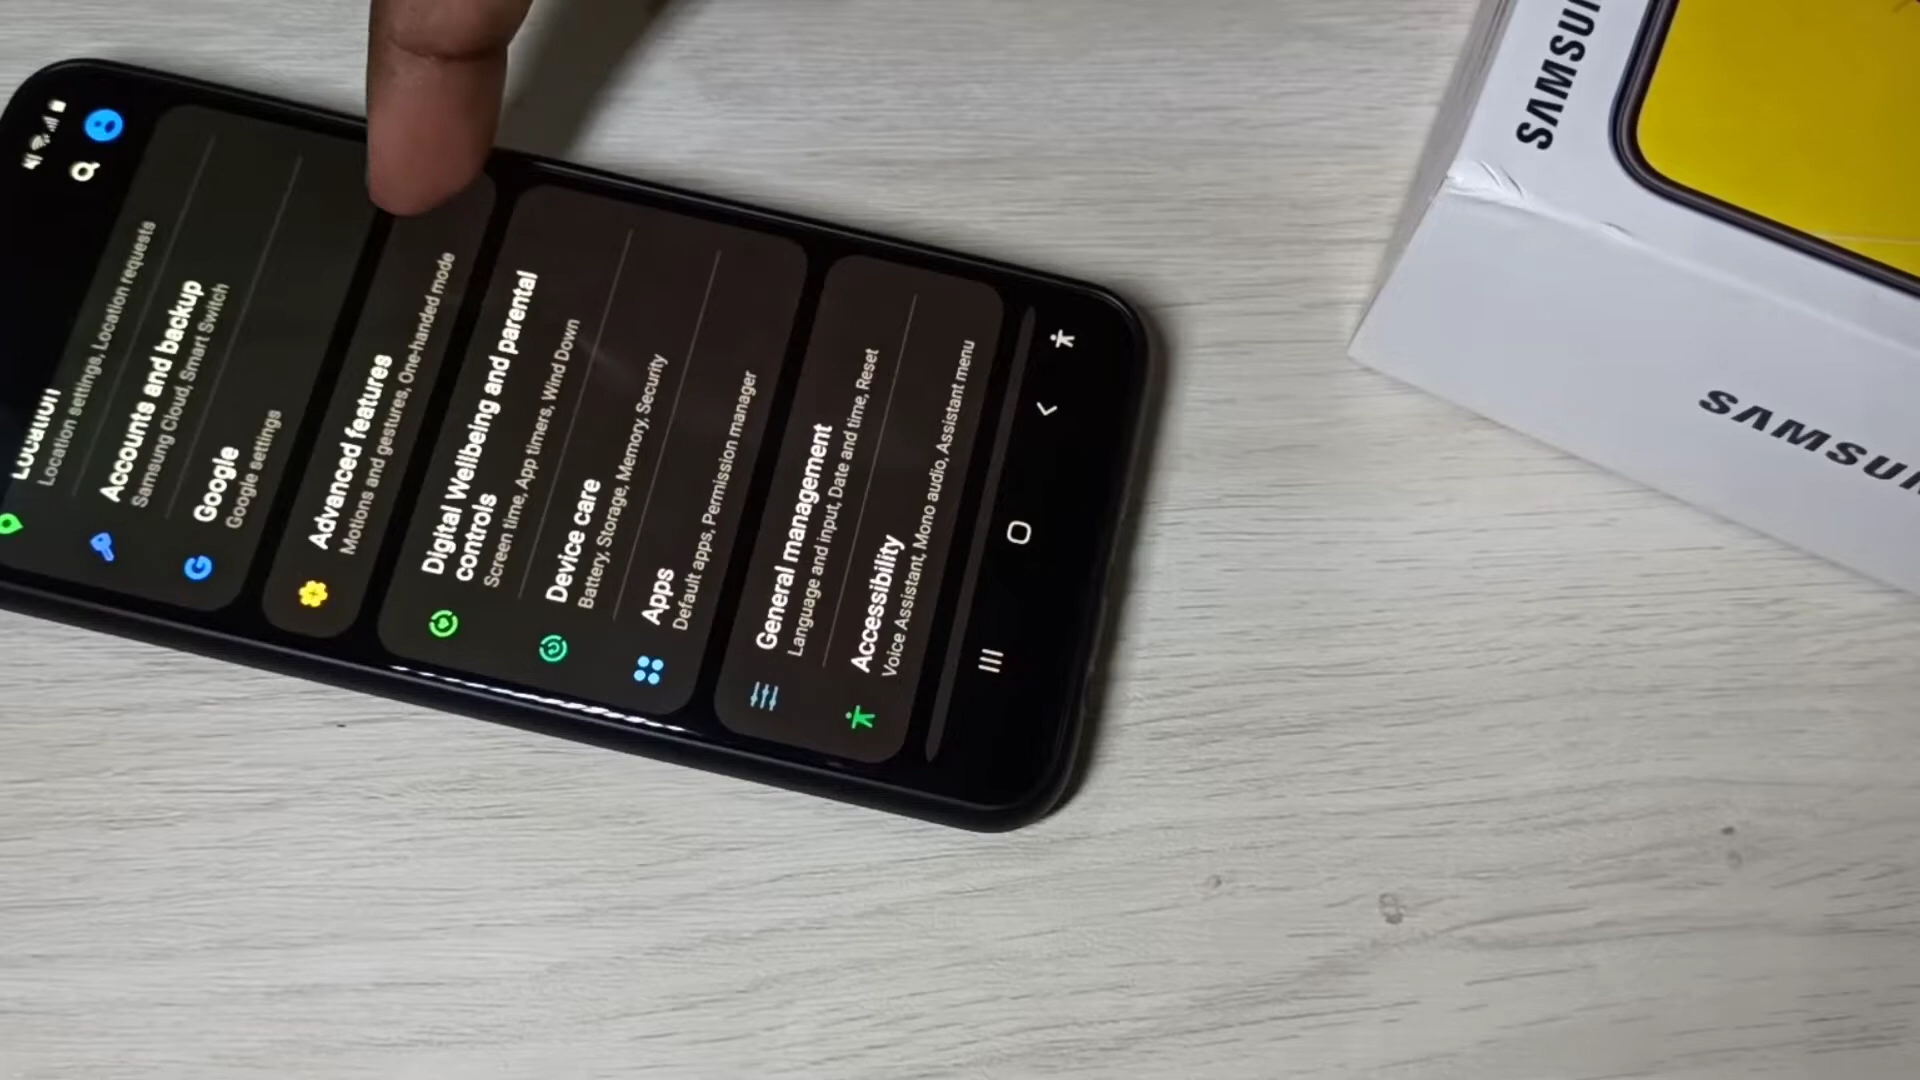 Location
Location settings, Location requests
Accounts and backup
Samsung Cloud, Smart Switch
Google
Google settings
Advanced features
Motions and gestures, One-handed mode
Digital Wellbeing and parental
controls
Screen time, App timers, Wind Down
Device care
Battery, Storage, Memory, Security
Apps
Default apps, Permission manager
General management
Language and input, Date and time, Reset
Accessibility
Voice Assistant, Mono audio, Assistant menu
SAMSUN
SAMSUN